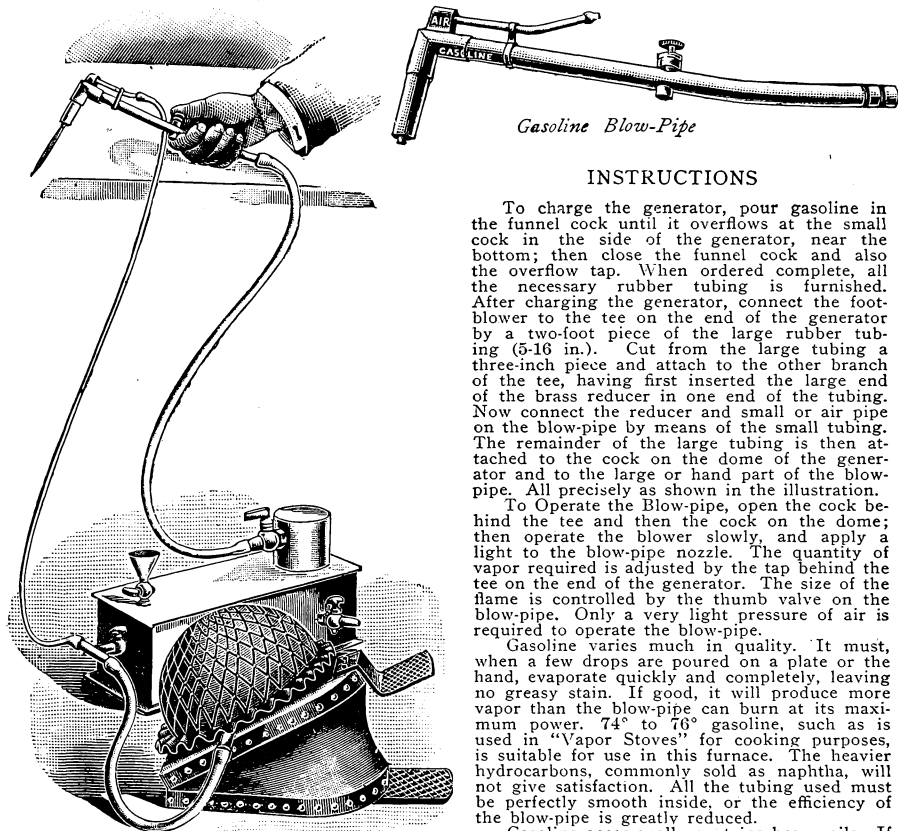 AIR
GASOLINE
Gasoline Blow-Pipe
INSTRUCTIONS
To charge the generator, pour gasoline in
the funnel cock until it overflows at the small
cock in the side of the generator, near the
bottom; then close the funnel cock and also
the overflow tap. When ordered complete, all
the necessary rubber tubing is furnished.
After charging the generator, connect the foot-
blower to the tee on the end of the generator
by a two-foot piece of the large rubber tub-
ing (5-16 in.). Cut from the large tubing a
three-inch piece and attach to the other branch
of the tee, having first inserted the large end
of the brass reducer in one end of the tubing.
Now connect the reducer and small or air pipe
on the blow-pipe by means of the small tubing.
The remainder of the large tubing is then at-
tached to the cock on the dome of the gener-
ator and to the large or hand part of the blow-
pipe. All precisely as shown in the illustration.
To Operate the Blow-pipe, open the cock be-
hind the tee and then the cock on the dome;
then operate the blower slowly, and apply a
light to the blow-pipe nozzle. The quantity of
vapor required is adjusted by the tap behind the
tee on the end of the generator. The size of the
flame is controlled by the thumb valve on the
blow-pipe. Only a very light pressure of air is
required to operate the blow-pipe.
Gasoline varies much in quality. It must,
when a few drops are poured on a plate or the
hand, evaporate quickly and completely, leaving
no greasy stain. If good, it will produce more
vapor than the blow-pipe can burn at its maxi-
mum power. 74° to 76° gasoline, such as is
used in "Vapor Stoves" for cooking purposes,
is suitable for use in this furnace. The heavier
hydrocarbons, commonly sold as naphtha, will
not give satisfaction. All the tubing used must
be perfectly smooth inside, or the efficiency of
the blow-pipe is greatly reduced.